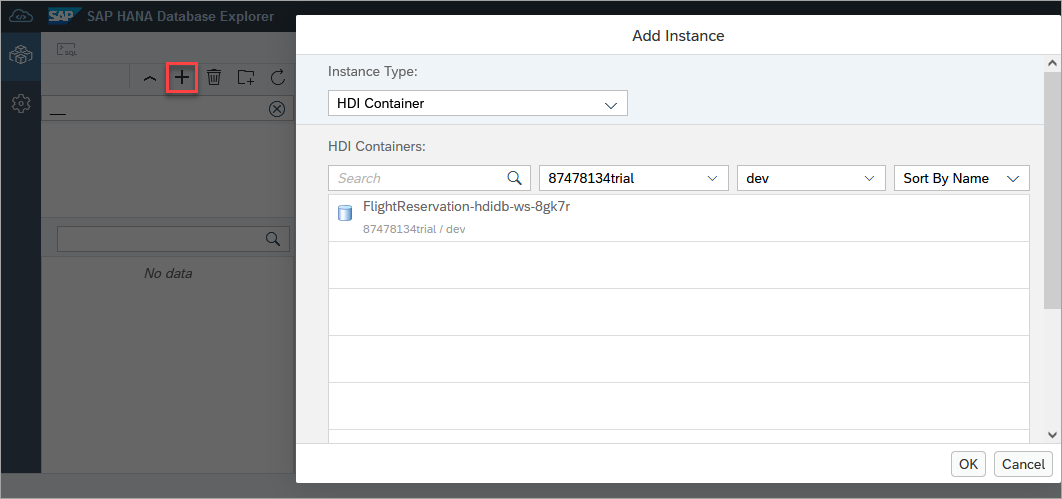 SAP SAP HANA Database Explorer
SQL
No data
Add Instance
Instance Type:
HDI Container
HDI Containers:
Search 87478134trial dev Sort By Name
FlightReservation-hdidb-ws-8gk7r
87478134trial / dev
OK Cancel